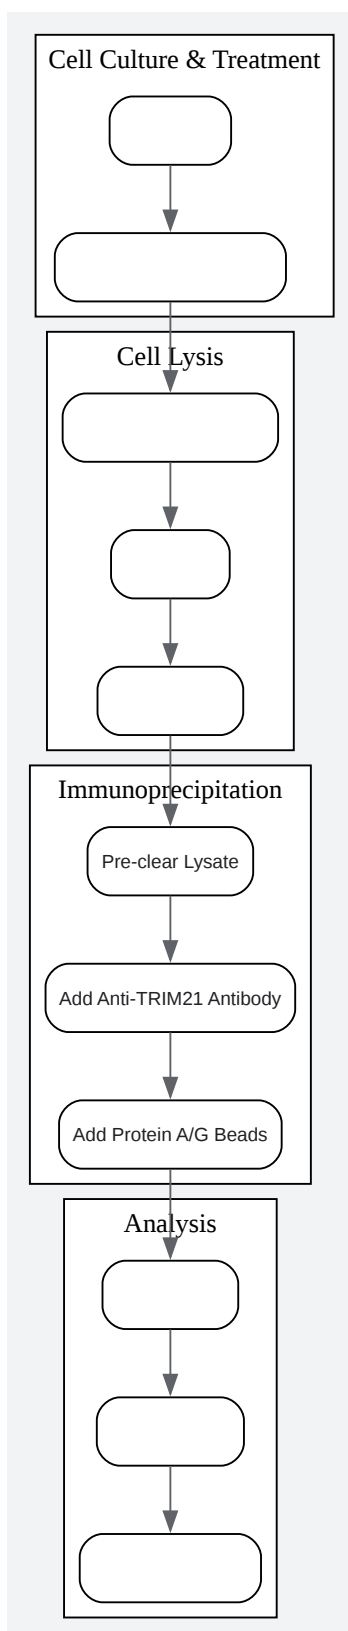 Cell Culture & Treatment
Cell Lysis
Immunoprecipitation
Pre-clear Lysate
Add Anti-TRIM21 Antibody
Add Protein A/G Beads
Analysis